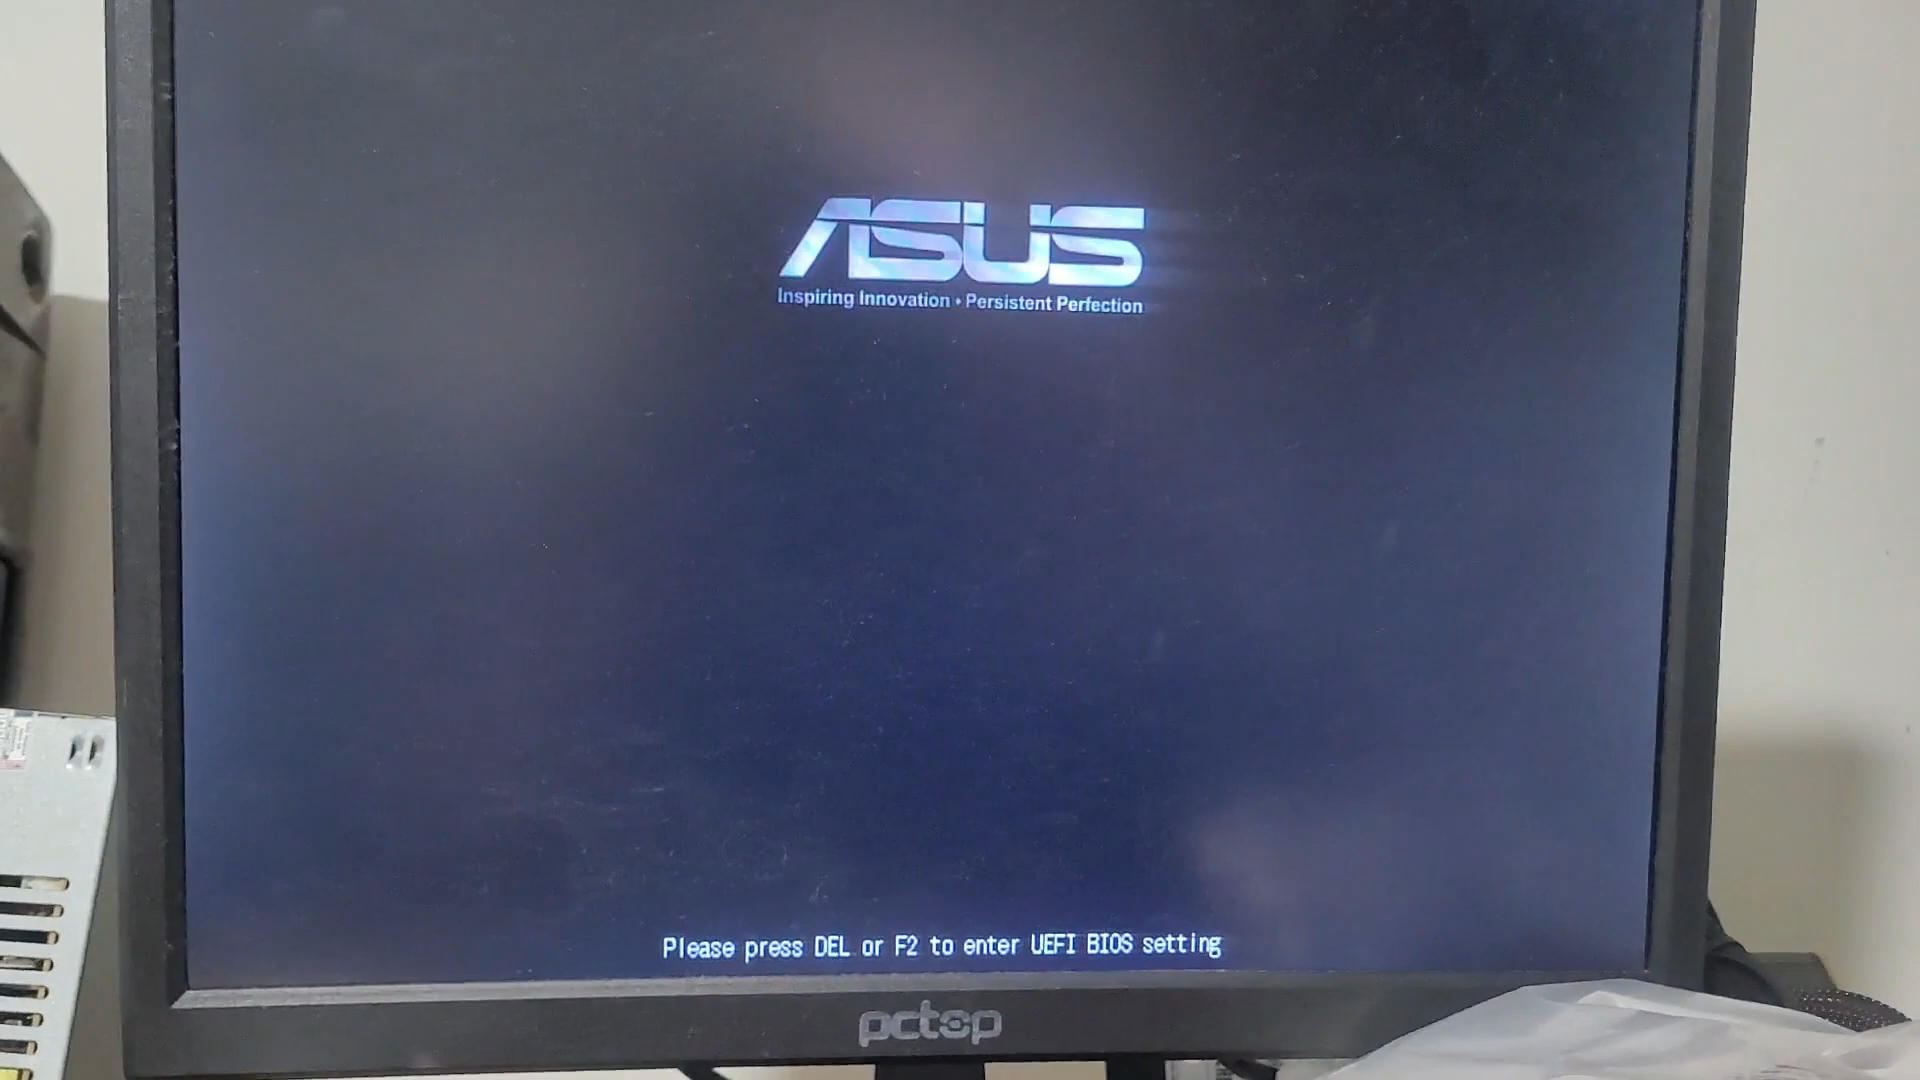 ASUS
Inspiring Innovation • Persistent Perfection
Please press DEL or F2 to enter UEFI BIOS setting
pctop